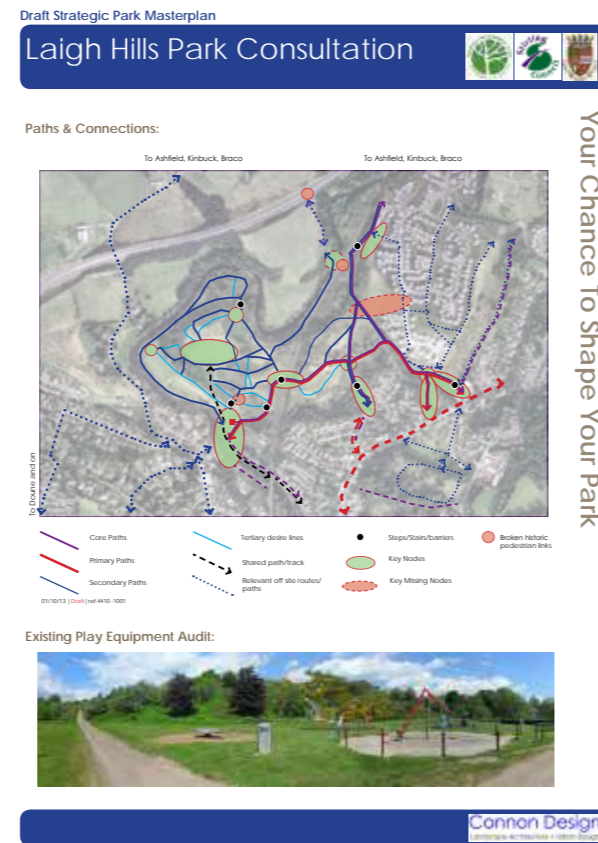 Draft Strategic Park Masterplan
Laigh Hills Park Consultation
Stirling
Council
Your Chance To Shape Your Park
Paths & Connections:
To Ashfield, Kinbuck, Braco
To Ashfield, Kinbuck, Braco
To Doune and on
Core Paths
Primary Paths
Secondary Paths
Tertiary desire lines
Shared path/track
Relevant off site routes/
paths
Steps/Stairs/barriers
Key Nodes
Key Missing Nodes
Broken historic
pedestrian links
01/10/13 | Draft | ref 4410 -1001
Existing Play Equipment Audit:
Cannon Design